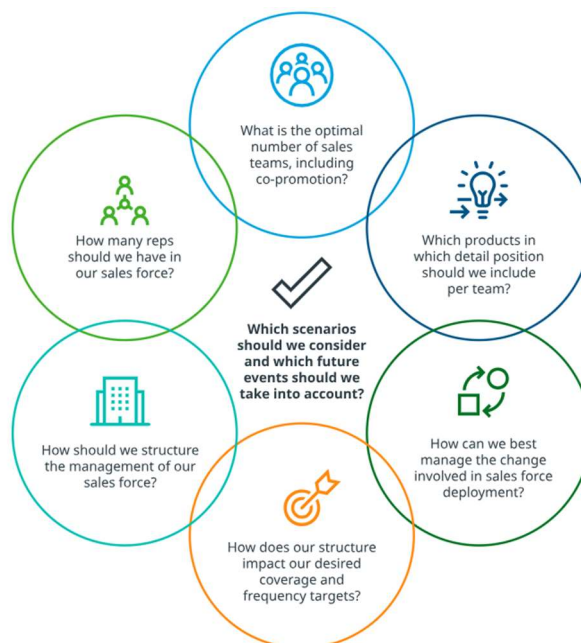 What is the optimal
number of sales
teams, including
co-promotion?
How many reps
should we have in
our sales force?
Which products in
which detail position
should we include
per team?
Which scenarios
should we consider
and which future
events should we
take into account?
How should we structure
the management of our
sales force?
How can we best
manage the change
involved in sales force
deployment?
How does our structure
impact our desired
coverage and
frequency targets?